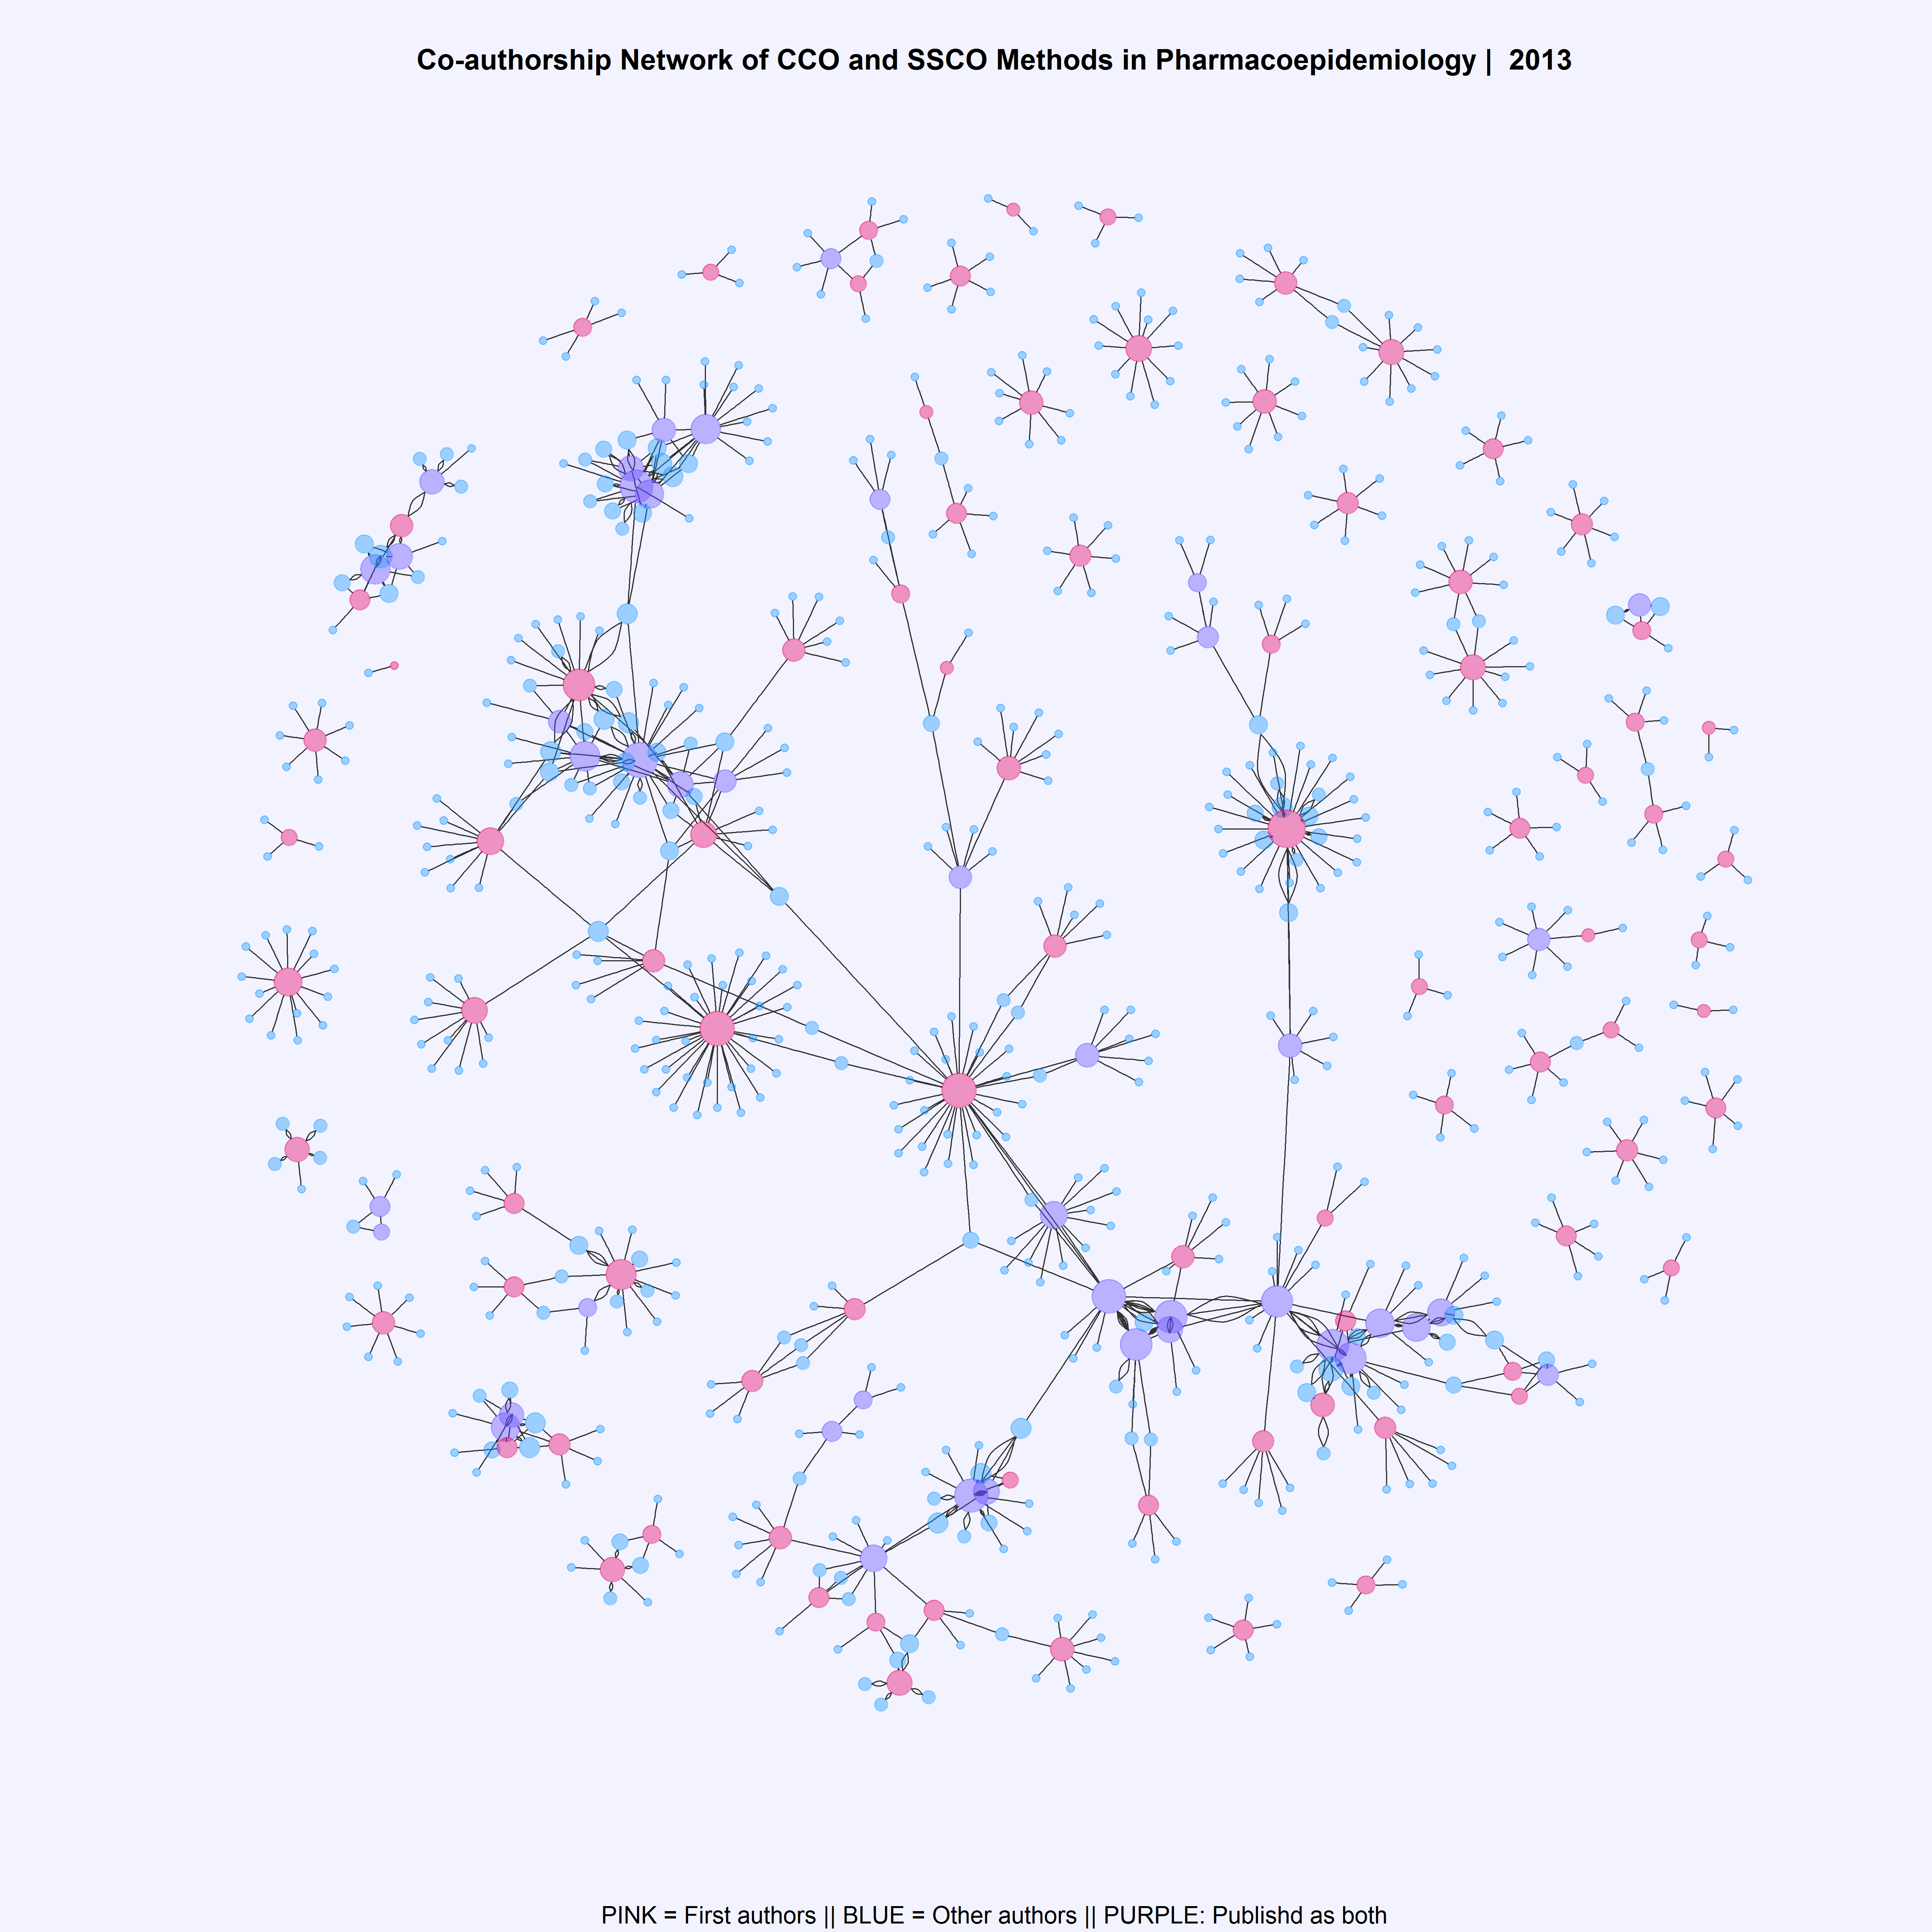 Co-authorship Network of CCO and SSCO Methods in Pharmacoepidemiology |  2013
PINK = First authors || BLUE = Other authors || PURPLE: Publishd as both